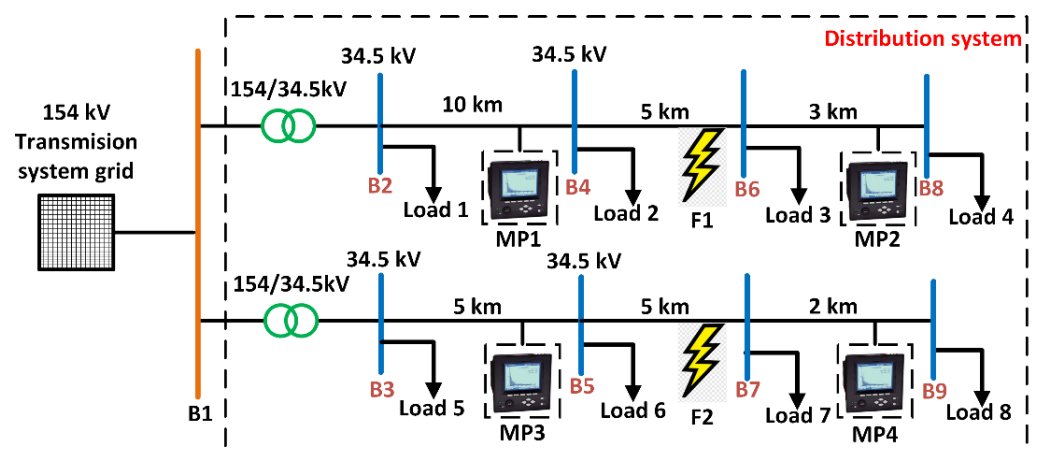 Distribution system
154 kV
Transmision
system grid
B1
154/34.5kV
34.5 kV
B2
Load 1
10 km
MP1
34.5 kV
B4
Load 2
5 km
F1
B6
Load 3
3 km
MP2
B8
Load 4
154/34.5kV
34.5 kV
B3
Load 5
5 km
MP3
34.5 kV
B5
Load 6
5 km
F2
B7
Load 7
2 km
MP4
B9
Load 8